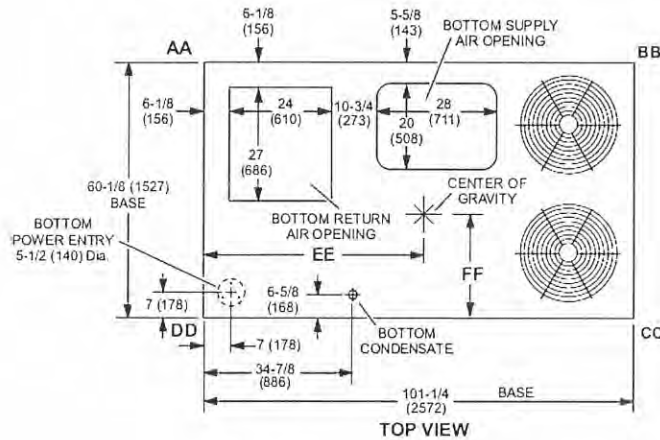 6-1/8
(156)
5-5/8
(143)
BOTTOM SUPPLY
AIR OPENING
AA
BB
6-1/8
(156)
24
(610)
10-3/4
(273)
28
(711)
20
(508)
27
(686)
60-1/8 (1527)
BASE
CENTER OF
GRAVITY
BOTTOM
POWER ENTRY
5-1/2 (140) Dia.
BOTTOM RETURN
AIR OPENING
EE
FF
7 (178)
6-5/8
(168)
DD
7 (178)
BOTTOM
CONDENSATE
CC
34-7/8
(886)
101-1/4
(2572)
BASE
TOP VIEW